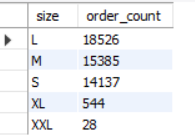 size order_count
L 18526
M 15385
S 14137
XL 544
XXL 28